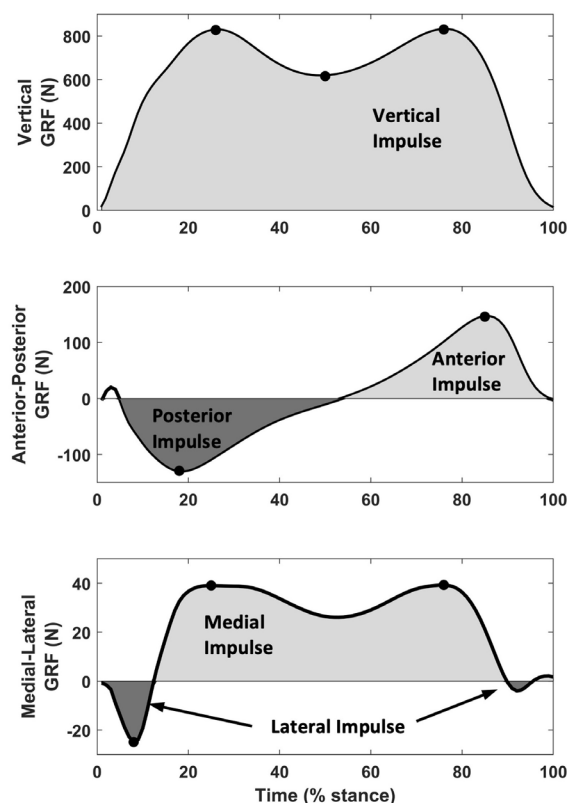 800
600
400
200
0
Vertical
GRF (N)
Vertical
Impulse
0 20 40 60 80 100
200
100
0
-100
Anterior-Posterior
GRF (N)
Anterior
Impulse
Posterior
Impulse
0 20 40 60 80 100
40
20
0
-20
Medial-Lateral
GRF (N)
Medial
Impulse
Lateral Impulse
0 20 40 60 80 100
Time (% stance)